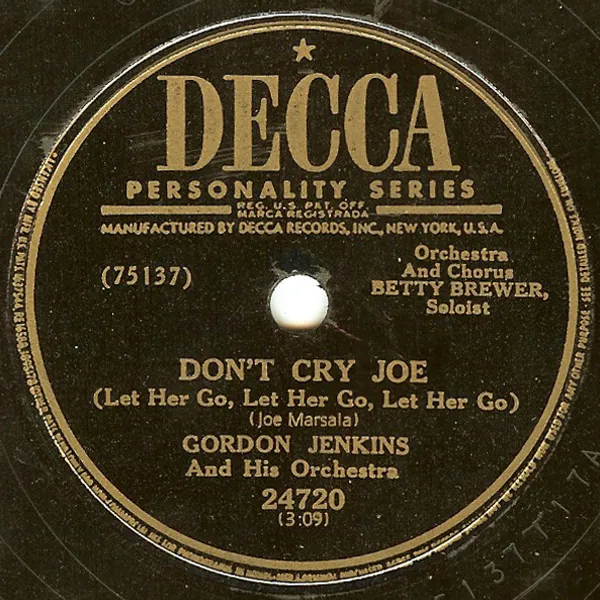 DECCA
PERSONALITY SERIES
REG. U.S. PAT. OFF.
MARCA REGISTRADA
MANUFACTURED BY DECCA RECORDS, INC., NEW YORK, U.S.A.
(75137)
Orchestra
And Chorus
BETTY BREWER,
Soloist
DON'T CRY JOE
(Let Her Go, Let Her Go, Let Her Go)
(Joe Marsala)
GORDON JENKINS
And His Orchestra
24720
(3:09)